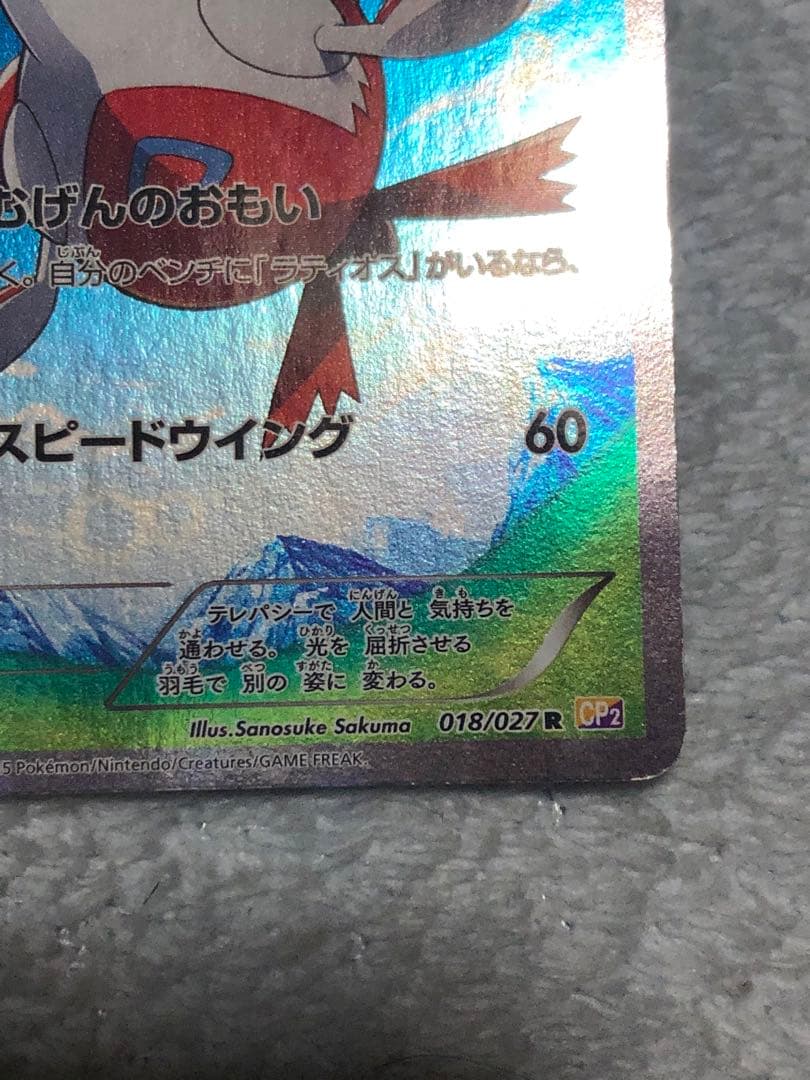 むげんのおもい
く。自分のベンチに「ラティオス」がいるなら、
スピードウイング 60
テレパシーで 人間と 気持ちを
通わせる。 光を 屈折させる
羽毛で 別の 姿に 変わる。
Illus.Sanosuke Sakuma 018/027 R CP2
5 Pokémon/Nintendo/Creatures/GAME FREAK.